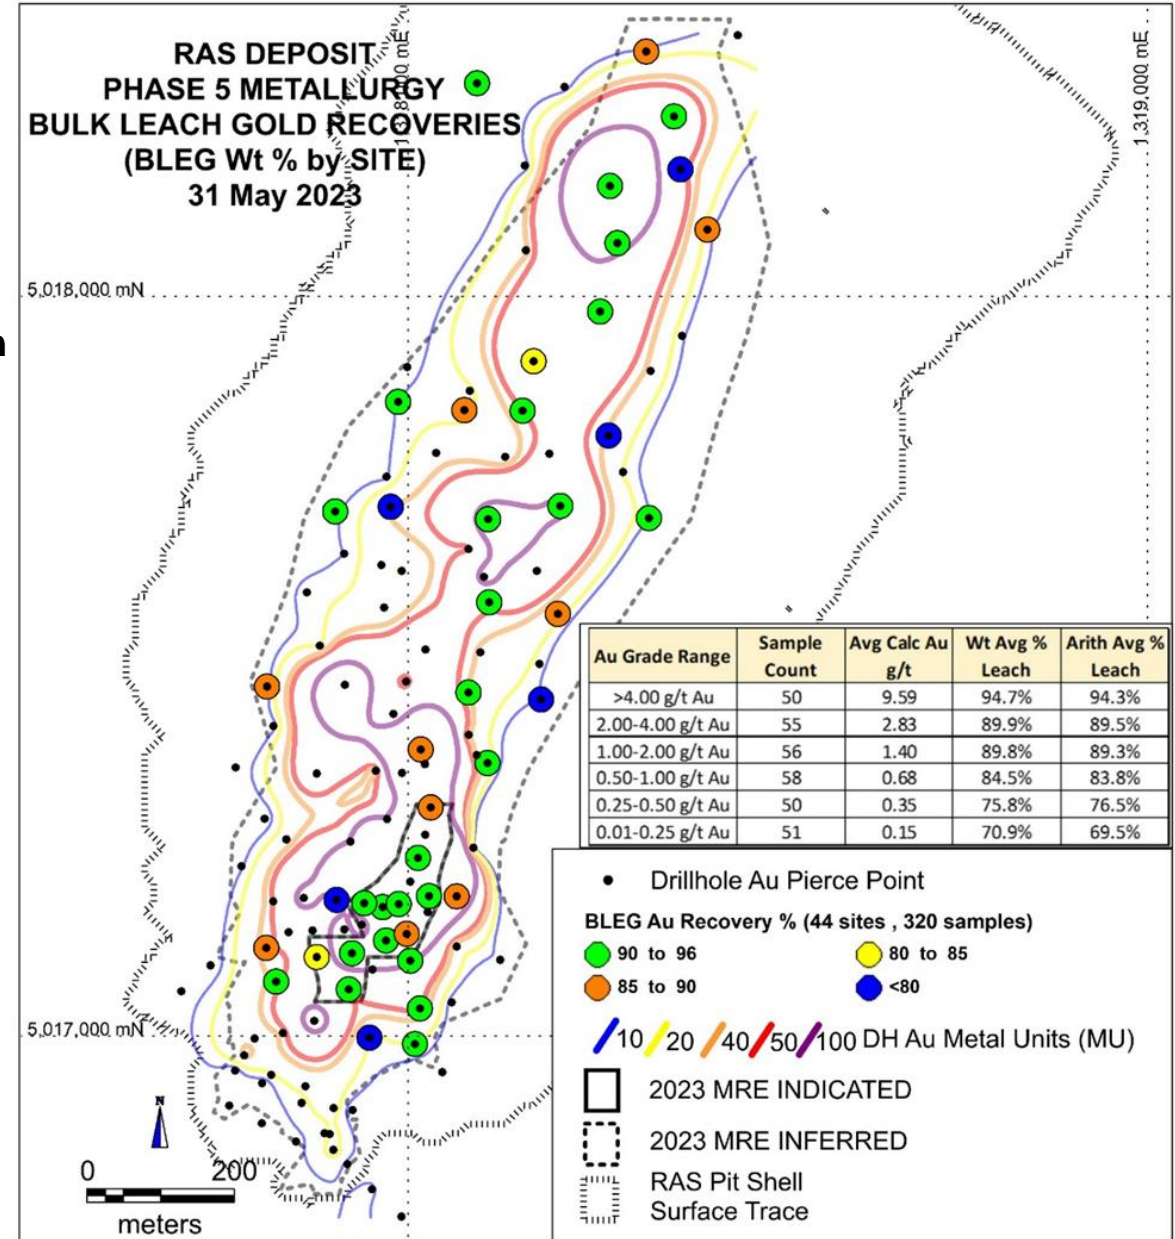 RAS DEPOSIT
PHASE 5 METALLURGY
BULK LEACH GOLD RECOVERIES
(BLEG Wt % by SITE)
31 May 2023
1,319,000 mE
5,018,000 mN
n
Au Grade Range Sample Count Avg Calc Au g/t Wt Avg % Leach Arith Avg % Leach
>4.00 g/t Au 50 9.59 94.7% 94.3%
2.00-4.00 g/t Au 55 2.83 89.9% 89.5%
1.00-2.00 g/t Au 56 1.40 89.8% 89.3%
0.50-1.00 g/t Au 58 0.68 84.5% 83.8%
0.25-0.50 g/t Au 50 0.35 75.8% 76.5%
0.01-0.25 g/t Au 51 0.15 70.9% 69.5%
Drillhole Au Pierce Point
BLEG Au Recovery % (44 sites , 320 samples)
90 to 96 80 to 85
85 to 90 <80
10 20 40 50 100 DH Au Metal Units (MU)
2023 MRE INDICATED
2023 MRE INFERRED
RAS Pit Shell
Surface Trace
5,017,000 mN
N
0 200
meters